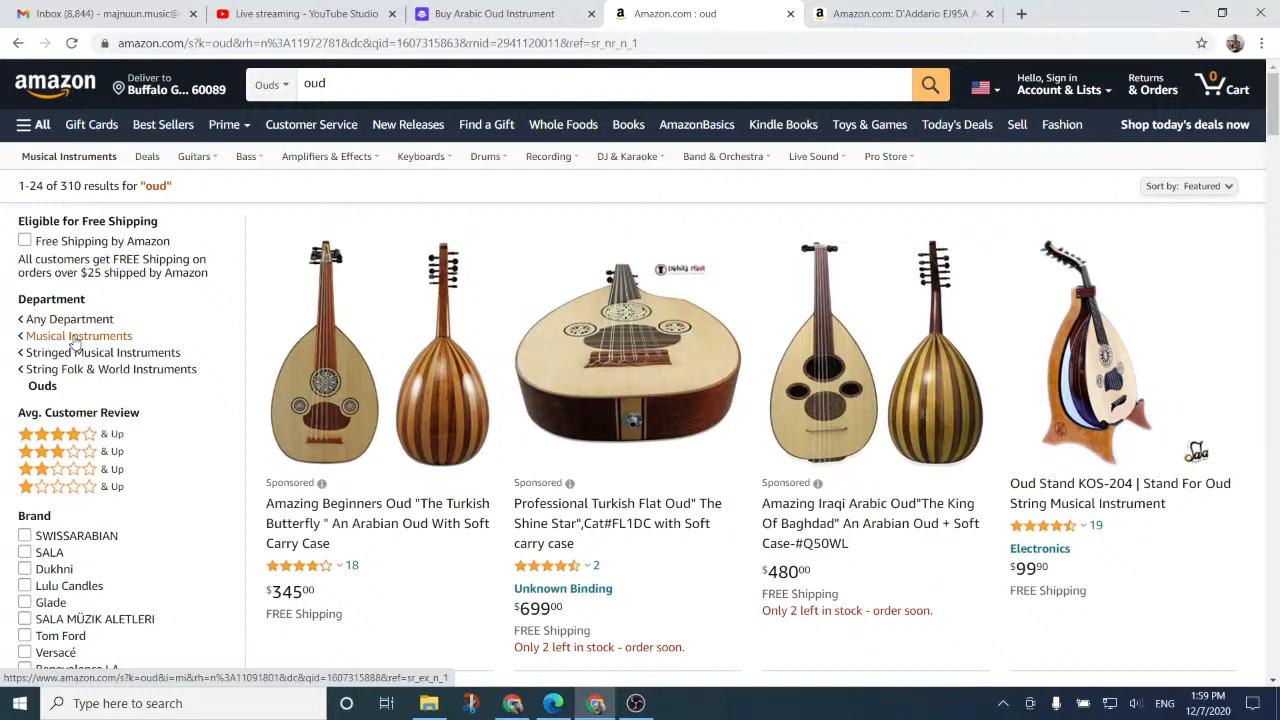 Inbox (8,844) - majnuun.music@
Live streaming - YouTube Studio
Buy Arabic Oud Instrument
Amazon.com : oud
Amazon.com: D'Addario EJ95A A
amazon.com/s?k=oud&rh=n%3A11972781&dc&qid=1607315863&rnid=2941120011&ref=sr_nr_n_1
amazon
Deliver to
Buffalo G... 60089
Ouds
oud
Hello, Sign in
Account & Lists
Returns
& Orders
0
Cart
All
Gift Cards
Best Sellers
Prime
Customer Service
New Releases
Find a Gift
Whole Foods
Books
AmazonBasics
Kindle Books
Toys & Games
Today's Deals
Sell
Fashion
Shop today's deals now
Musical Instruments
Deals
Guitars
Bass
Amplifiers & Effects
Keyboards
Drums
Recording
DJ & Karaoke
Band & Orchestra
Live Sound
Pro Store
1-24 of 310 results for "oud"
Sort by: Featured
Eligible for Free Shipping
Free Shipping by Amazon
All customers get FREE Shipping on
orders over $25 shipped by Amazon
Department
Any Department
Musical Instruments
Stringed Musical Instruments
String Folk & World Instruments
Ouds
Avg. Customer Review
& Up
& Up
& Up
& Up
Brand
SWISSARABIAN
SALA
Dukhni
Lulu Candles
Glade
SALA MÜZIK ALETLERI
Tom Ford
Versacé
Benevolence LA
Sponsored
Amazing Beginners Oud "The Turkish
Butterfly " An Arabian Oud With Soft
Carry Case
18
$34500
FREE Shipping
Sponsored
Professional Turkish Flat Oud" The
Shine Star",Cat#FL1DC with Soft
carry case
2
Unknown Binding
$69900
FREE Shipping
Only 2 left in stock - order soon.
Sponsored
Amazing Iraqi Arabic Oud"The King
Of Baghdad" An Arabian Oud + Soft
Case-#Q50WL
$48000
FREE Shipping
Only 2 left in stock - order soon.
Sala
Oud Stand KOS-204 | Stand For Oud
String Musical Instrument
19
Electronics
$9990
FREE Shipping
https://www.amazon.com/s?k=oud&i=mi&rh=n%3A11091801&dc&qid=1607315888&ref=sr_ex_n_1
Type here to search
1:59 PM
12/7/2020